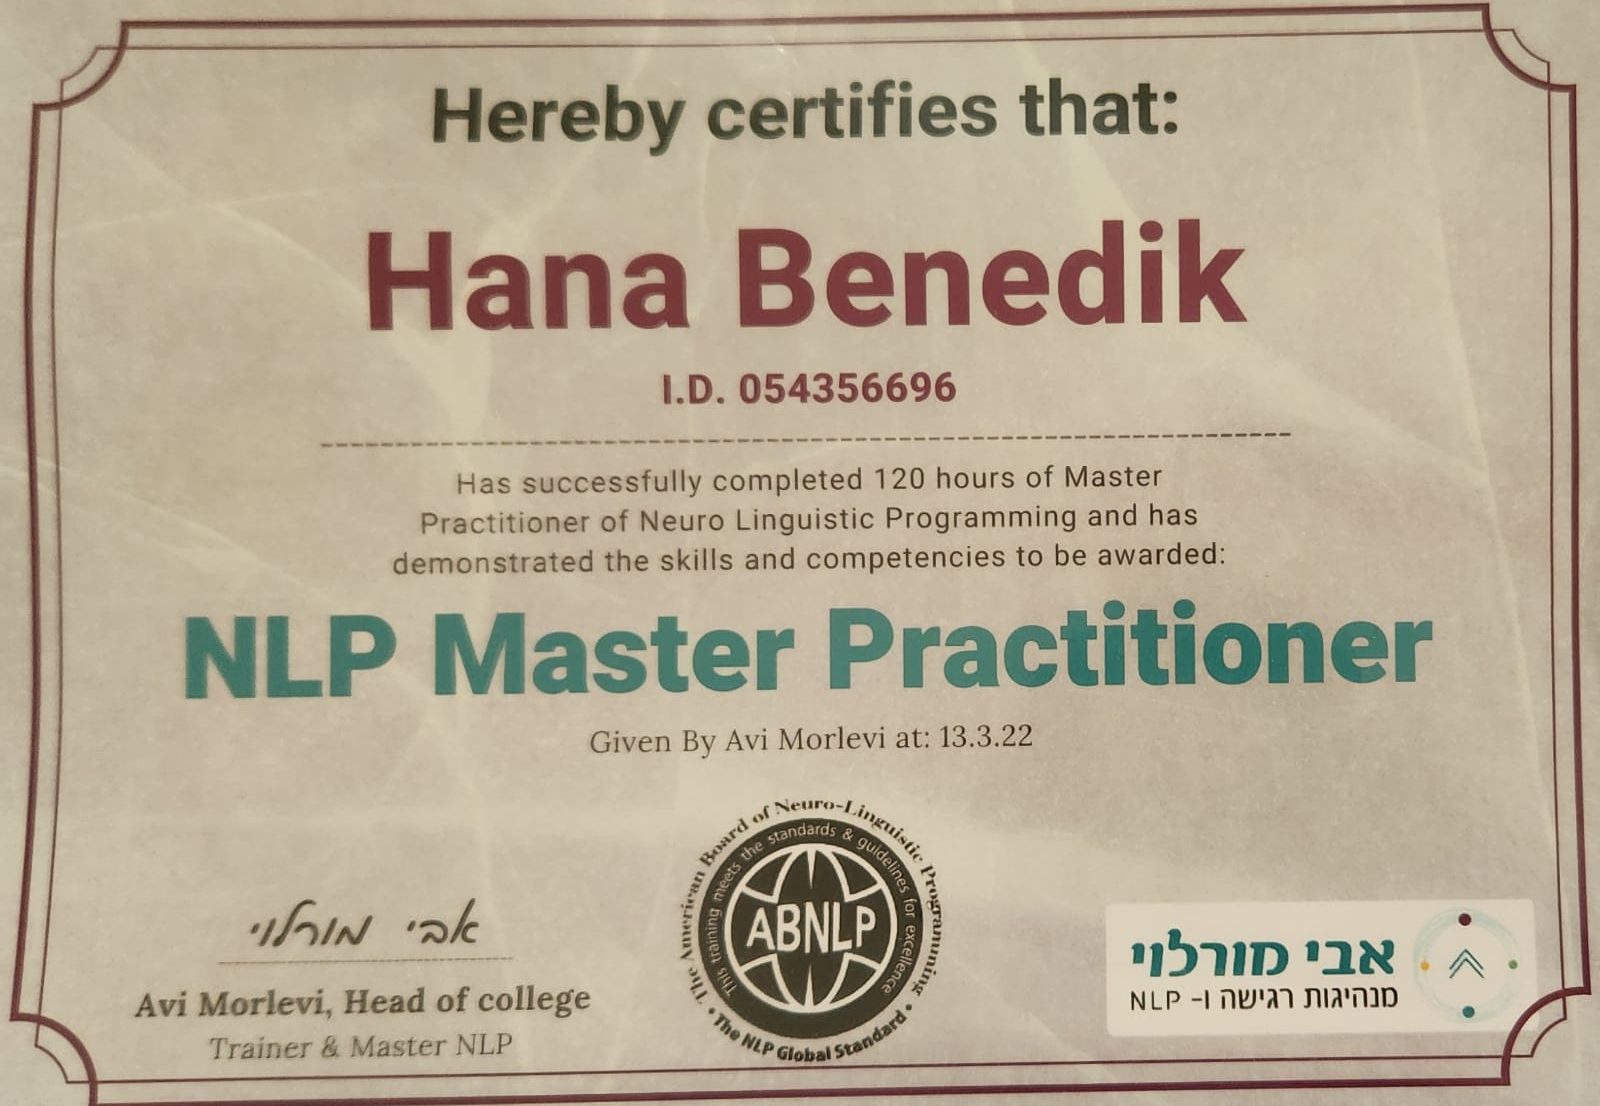 Hereby certifies that:
Hana Benedik
I.D. 054356696
Has successfully completed 120 hours of Master
Practitioner of Neuro Linguistic Programming and has
demonstrated the skills and competencies to be awarded:
NLP Master Practitioner
Given By Avi Morlevi at: 13.3.22
אבי מורלוי
Avi Morlevi, Head of college
Trainer & Master NLP
The American Board of Neuro-Linguistic Programming
This training meets the standards & guidelines for excellence
ABNLP
• The NLP Global Standard •
אבי מורלוי
מנהיגות רגישה ו- NLP